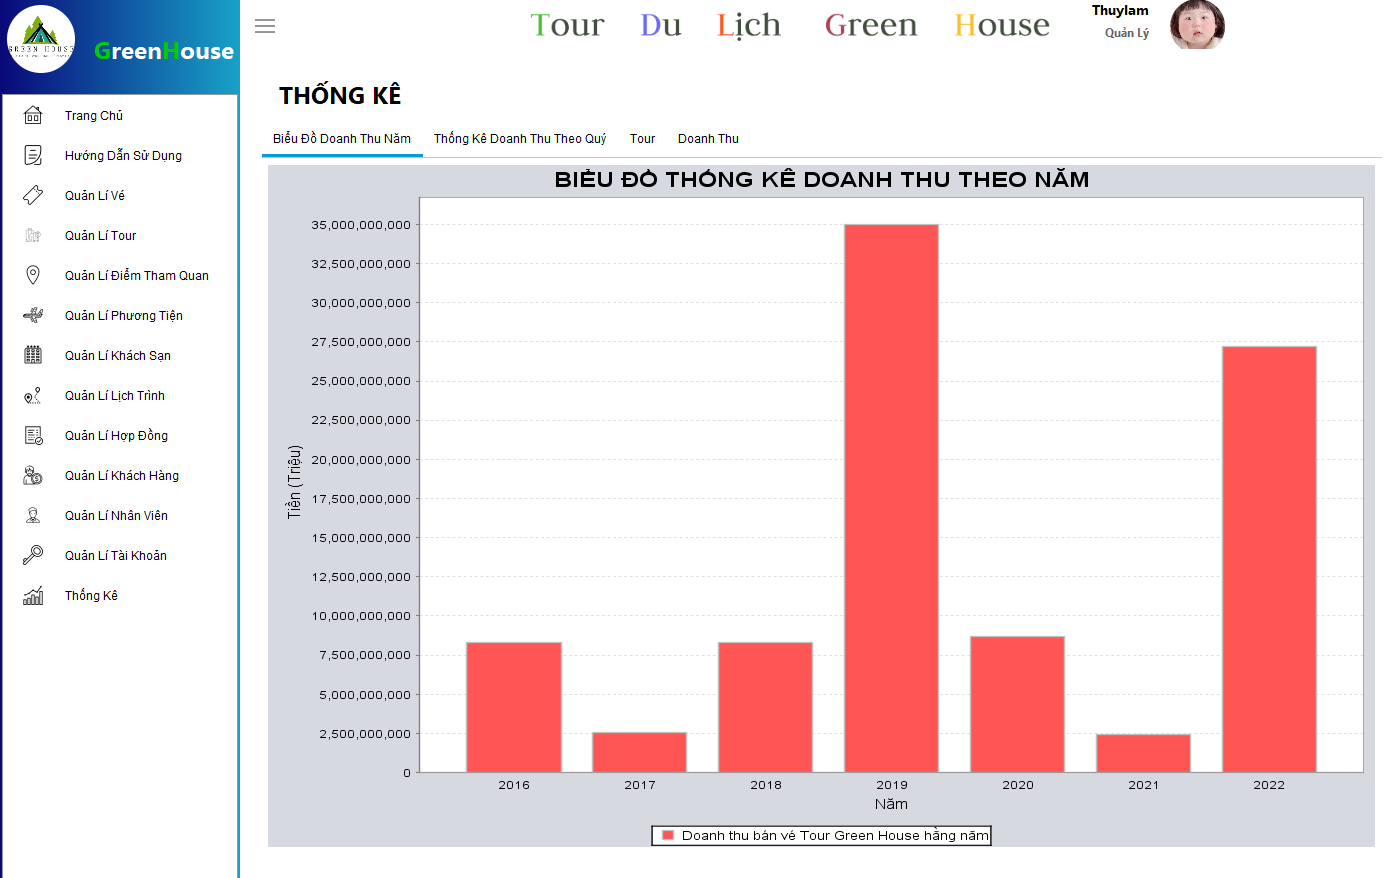 GREEN HOUSE
GreenHouse
Tour Du Lịch Green House
Thuylam
Quản Lý
Trang Chủ
Hướng Dẫn Sử Dụng
Quản Lí Vé
Quản Lí Tour
Quản Lí Điểm Tham Quan
Quản Lí Phương Tiện
Quản Lí Khách Sạn
Quản Lí Lịch Trình
Quản Lí Hợp Đồng
Quản Lí Khách Hàng
Quản Lí Nhân Viên
Quản Lí Tài Khoản
Thống Kê
THỐNG KÊ
Biểu Đồ Doanh Thu Năm Thống Kê Doanh Thu Theo Quý Tour Doanh Thu
BIỂU ĐỒ THỐNG KÊ DOANH THU THEO NĂM
35,000,000,000
32,500,000,000
30,000,000,000
27,500,000,000
25,000,000,000
22,500,000,000
20,000,000,000
17,500,000,000
15,000,000,000
12,500,000,000
10,000,000,000
7,500,000,000
5,000,000,000
2,500,000,000
0
Tiền (Triệu)
2016 2017 2018 2019 2020 2021 2022
Năm
Doanh thu bán vé Tour Green House hằng năm